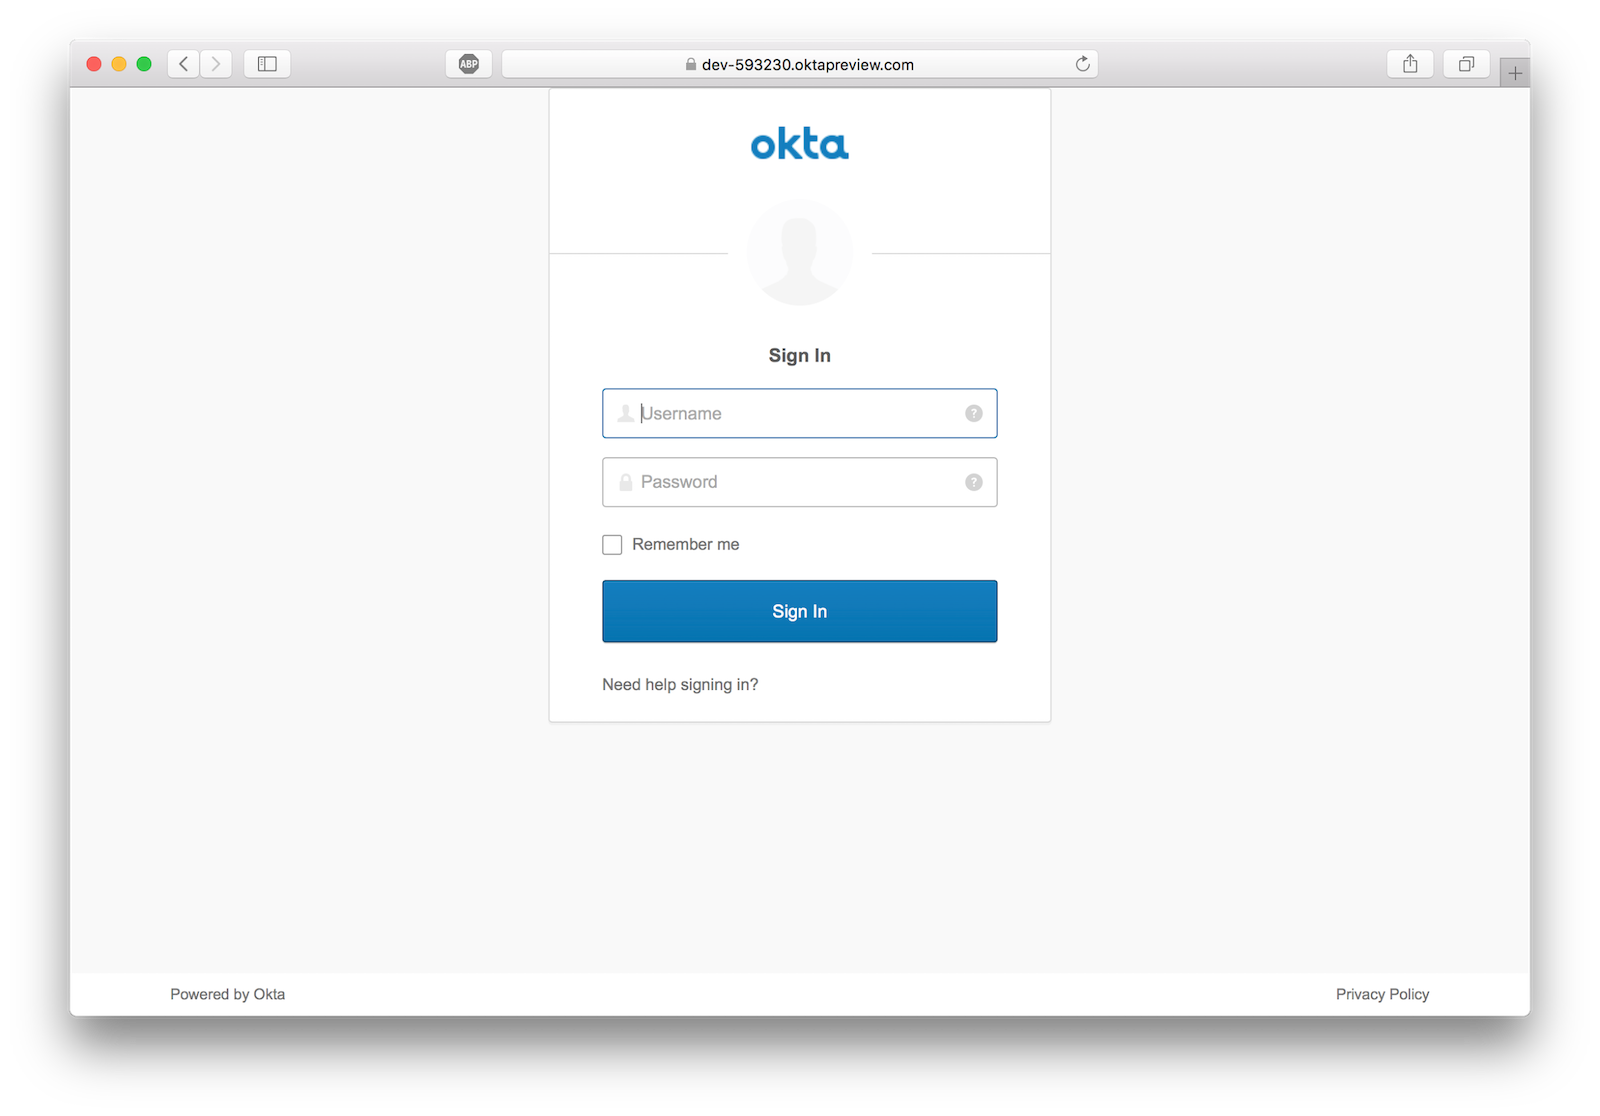 ABP
dev-593230.oktapreview.com
okta
Sign In
Username
?
Password
?
Remember me
Sign In
Need help signing in?
Powered by Okta
Privacy Policy